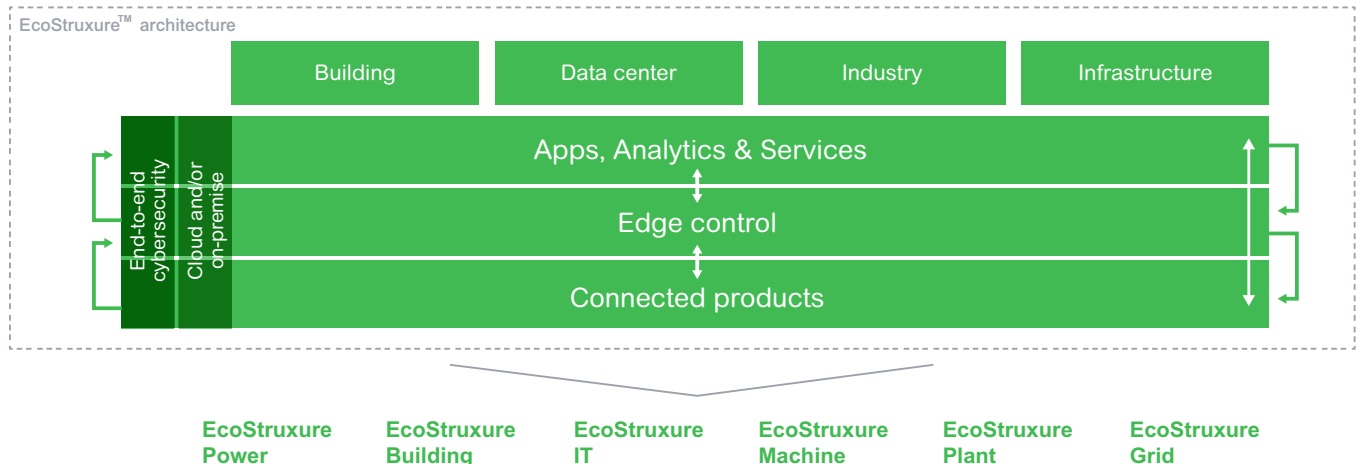 EcoStruxure™ architecture
Building
Data center
Industry
Infrastructure
End-to-end
cybersecurity
Cloud and/or
on-premise
Apps, Analytics & Services
Edge control
Connected products
EcoStruxure
Power
EcoStruxure
Building
EcoStruxure
IT
EcoStruxure
Machine
EcoStruxure
Plant
EcoStruxure
Grid